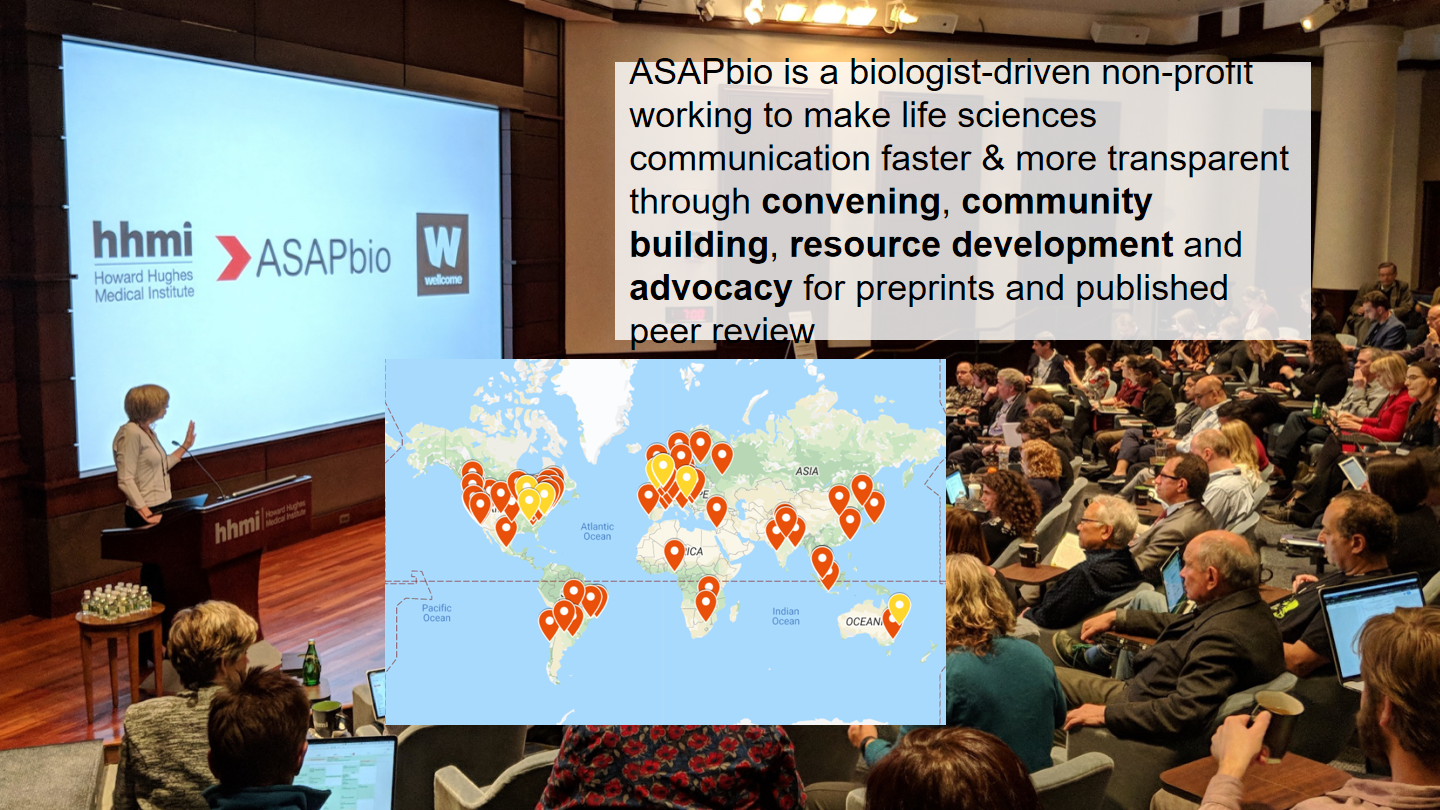 ASAPbio is a biologist-driven non-profit
working to make life sciences
communication faster & more transparent
through convening, community
building, resource development and
advocacy for preprints and published
peer review
hhmi
Howard Hughes
Medical Institute
ASAPbio
W
wellcome
hhmi
Howard Hughes
Medical Institute
ASIA
Atlantic
Ocean
RICA
Pacific
Ocean
Indian
Ocean
OCEANI